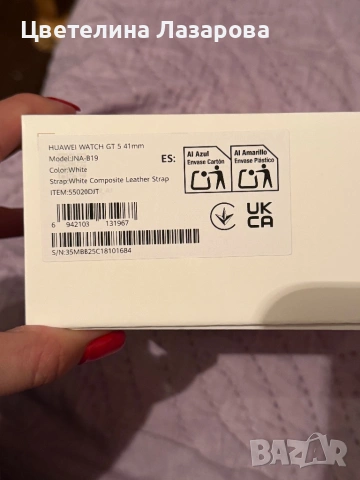 Цветелина Лазарова
HUAWEI WATCH GT 5 41mm
Model:JNA-B19
Color:White
Strap:White Composite Leather Strap
ITEM:55020DJT
ES:
Al Azul
Envase Cartón
Al Amarillo
Envase Plástico
6 942103 131967
UK
CA
S/N:35MBB25C18101684
BAZAR